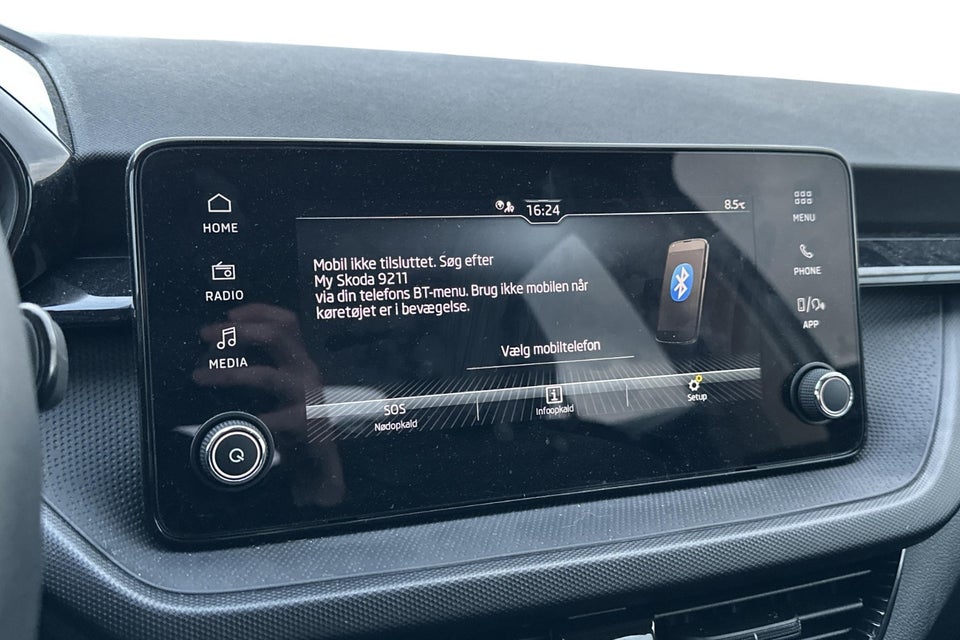 16:24
8.5°C
HOME
RADIO
MEDIA
Mobil ikke tilsluttet. Søg efter
My Skoda 9211
via din telefons BT-menu. Brug ikke mobilen når
køretøjet er i bevægelse.
Vælg mobiltelefon
SOS
Nødopkald
i
Infoopkald
Setup
MENU
PHONE
APP